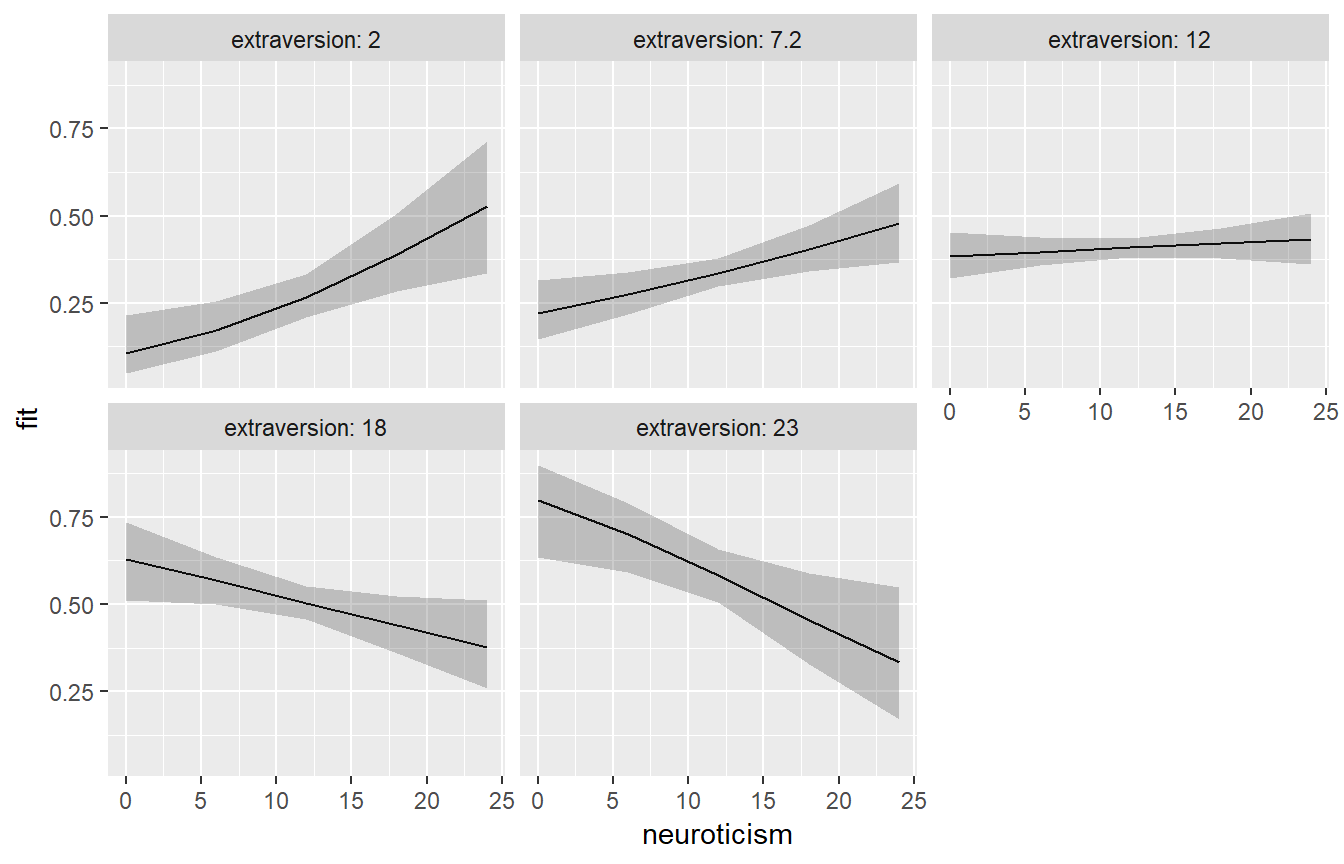 extraversion: 2
extraversion: 7.2
extraversion: 12
0.75
0.50
0.25
0 5 10 15 20 25
fit
extraversion: 18
extraversion: 23
0.75
0.50
0.25
0 5 10 15 20 25
0 5 10 15 20 25
neuroticism